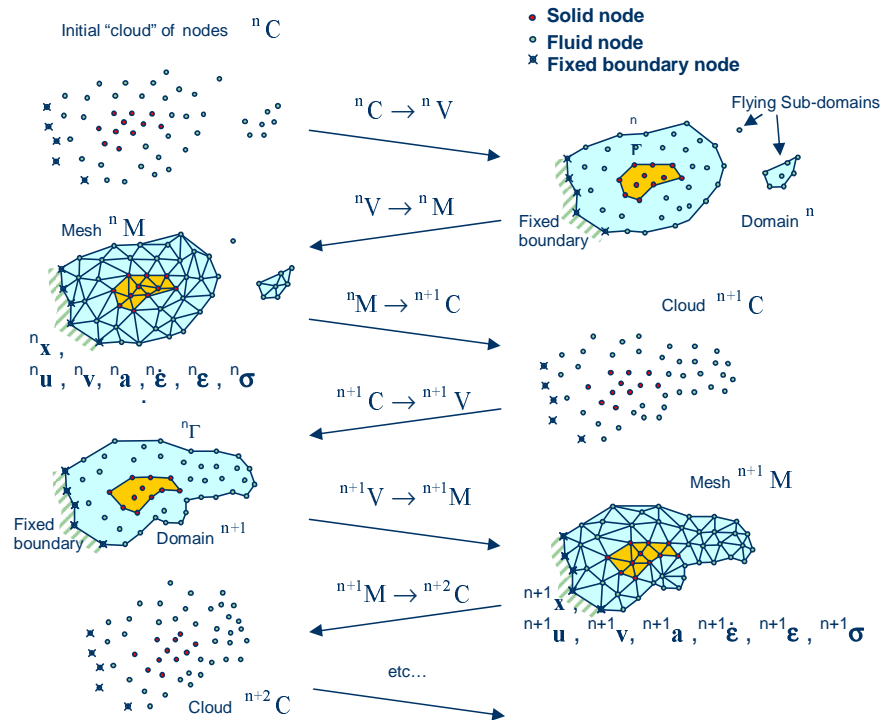 Initial “cloud” of nodes ⁿC
Solid node
Fluid node
Fixed boundary node
ⁿC → ⁿV
Flying Sub-domains
n
Γ
Fixed
boundary
Domain n
ⁿV → ⁿM
Mesh ⁿM
ⁿx ,
ⁿu , ⁿv, ⁿa , ⁿε̇ , ⁿε , ⁿσ
.
ⁿM → ⁿ⁺¹C
Cloud ⁿ⁺¹C
ⁿ⁺¹C → ⁿ⁺¹V
ⁿΓ
Fixed
boundary
Domain n+1
ⁿ⁺¹V → ⁿ⁺¹M
Mesh ⁿ⁺¹M
ⁿ⁺¹x ,
ⁿ⁺¹u , ⁿ⁺¹v, ⁿ⁺¹a , ⁿ⁺¹ε̇ , ⁿ⁺¹ε , ⁿ⁺¹σ
ⁿ⁺¹M → ⁿ⁺²C
Cloud ⁿ⁺²C
etc…